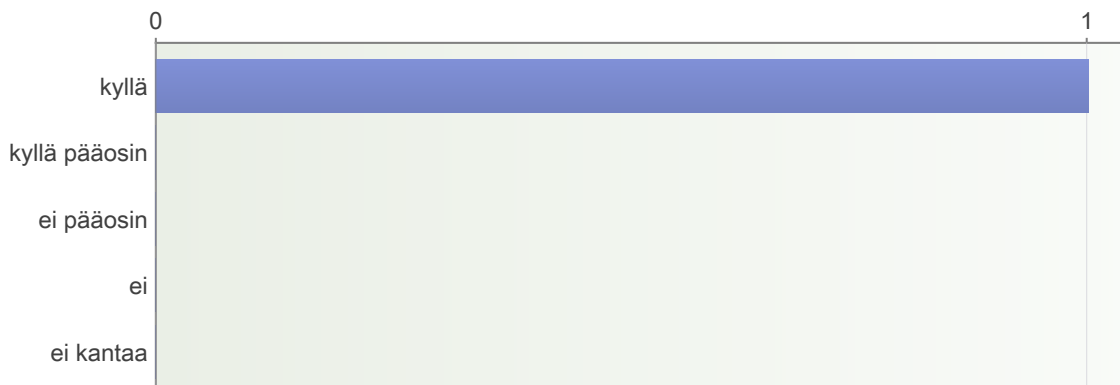 0 1
kyllä
kyllä pääosin
ei pääosin
ei
ei kantaa